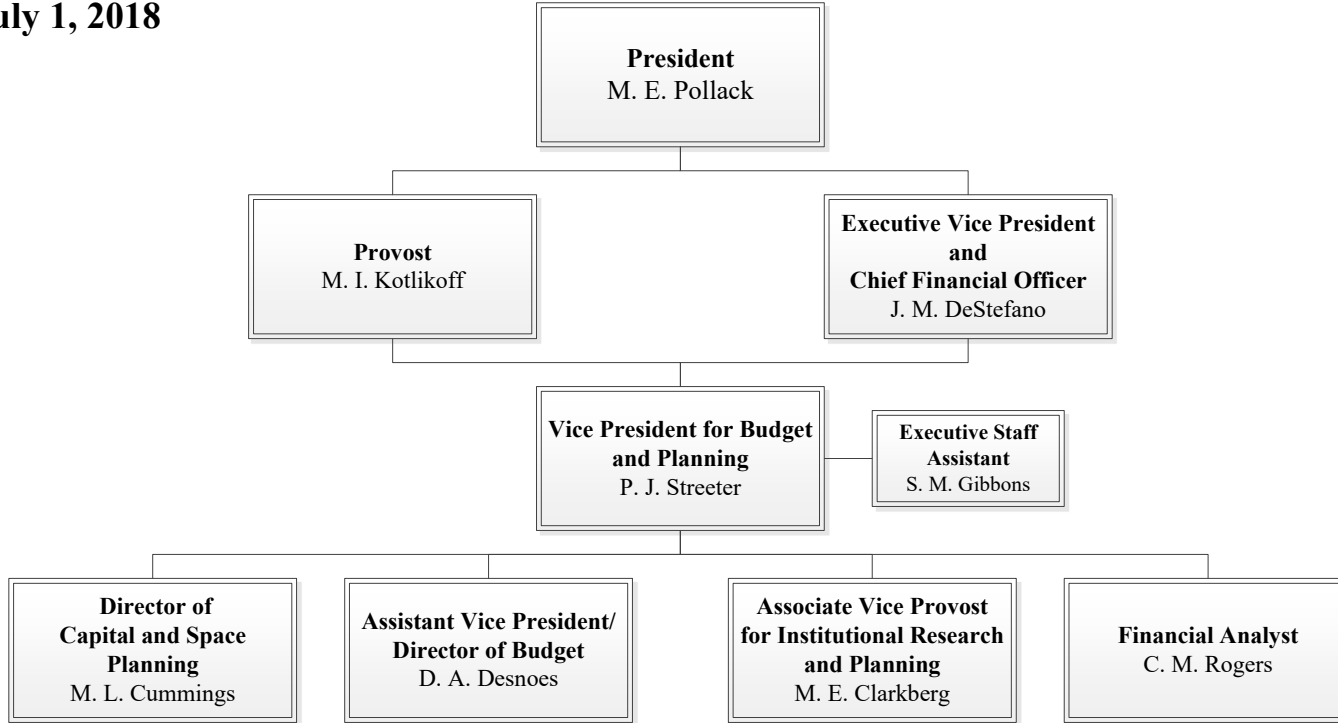 uly 1, 2018
President
M. E. Pollack
Provost
M. I. Kotlikoff
Executive Vice President
and
Chief Financial Officer
J. M. DeStefano
Vice President for Budget
and Planning
P. J. Streeter
Executive Staff
Assistant
S. M. Gibbons
Director of
Capital and Space
Planning
M. L. Cummings
Assistant Vice President/
Director of Budget
D. A. Desnoes
Associate Vice Provost
for Institutional Research
and Planning
M. E. Clarkberg
Financial Analyst
C. M. Rogers